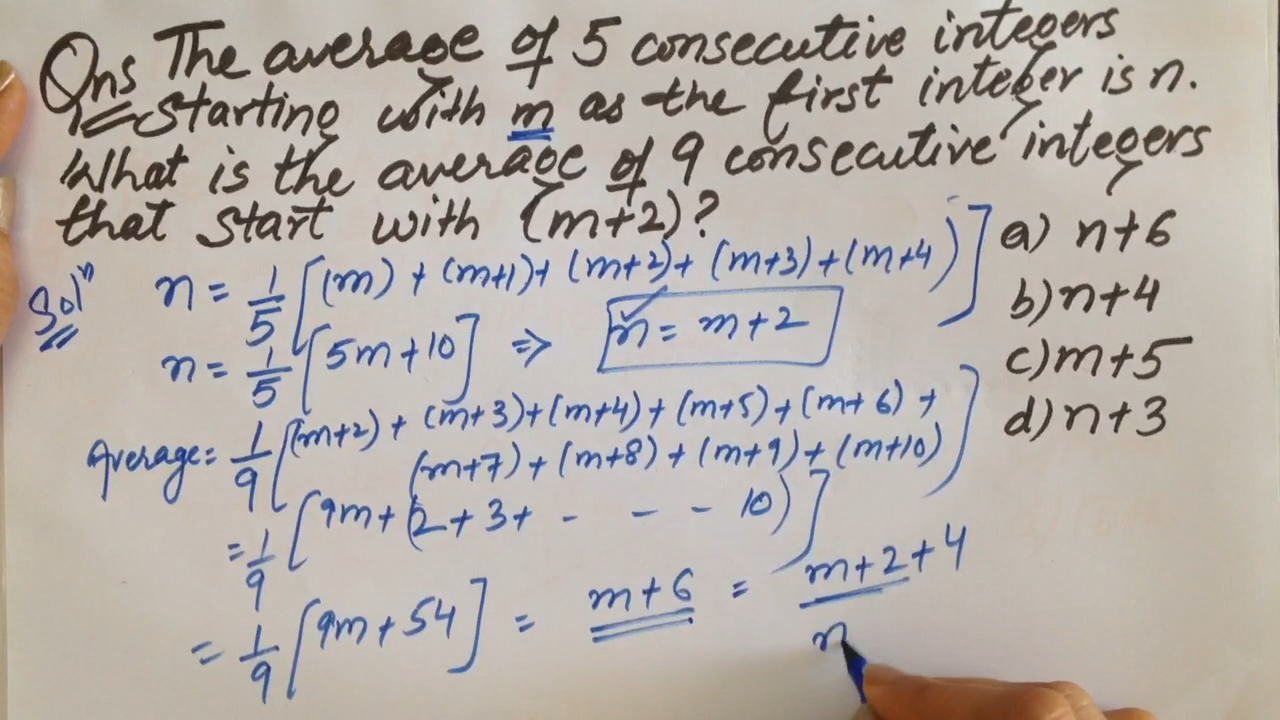 Qns The average of 5 consecutive integers
starting with m as the first integer is n.
What is the average of 9 consecutive integers
that start with (m+2)?
a) n+6
b) n+4
c) m+5
d) n+3
Solⁿ
n = 1/5 [(m) + (m+1) + (m+2) + (m+3) + (m+4)]
n = 1/5 [5m+10] ⇒ n = m+2
Average = 1/9 [(m+2) + (m+3) + (m+4) + (m+5) + (m+6) +
(m+7) + (m+8) + (m+9) + (m+10)]
= 1/9 [9m + (2 + 3 + - - - 10)]
= 1/9 [9m + 54] = m+6 = m+2+4
n